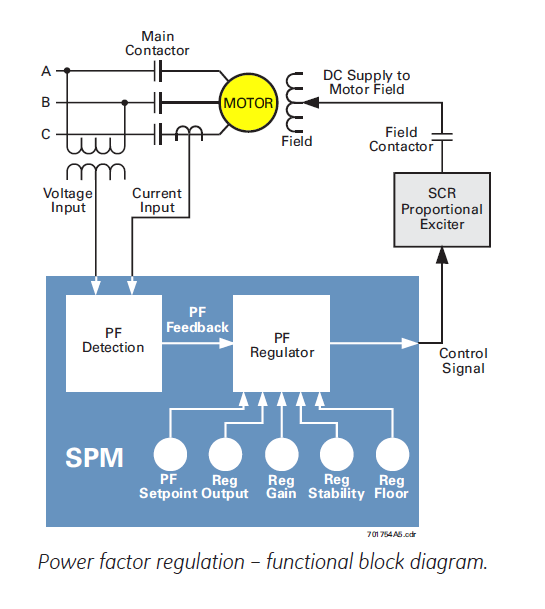 Main
Contactor
A
B
C
MOTOR
Field
DC Supply to
Motor Field
Field
Contactor
SCR
Proportional
Exciter
Voltage
Input
Current
Input
PF
Detection
PF
Feedback
PF
Regulator
Control
Signal
SPM
PF
Setpoint
Reg
Output
Reg
Gain
Reg
Stability
Reg
Floor
701754A5.cdr
Power factor regulation – functional block diagram.